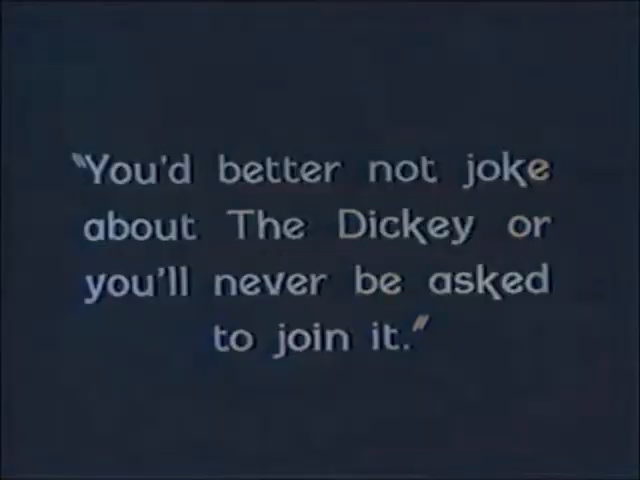 "You'd better not joke
about The Dickey or
you'll never be asked
to join it."